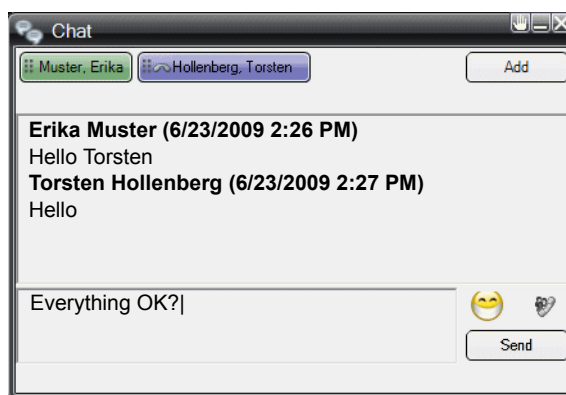 Chat
Muster, Erika
Hollenberg, Torsten
Add
Erika Muster (6/23/2009 2:26 PM)
Hello Torsten
Torsten Hollenberg (6/23/2009 2:27 PM)
Hello
Everything OK?
Send